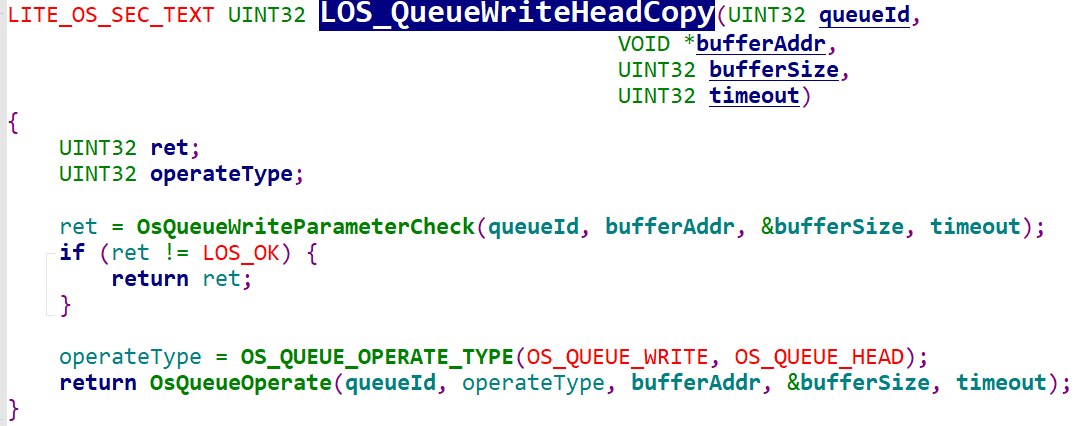 LITE_OS_SEC_TEXT UINT32 LOS_QueueWriteHeadCopy(UINT32 queueId,
VOID *bufferAddr,
UINT32 bufferSize,
UINT32 timeout)
{
UINT32 ret;
UINT32 operateType;
ret = OsQueueWriteParameterCheck(queueId, bufferAddr, &bufferSize, timeout);
if (ret != LOS_OK) {
return ret;
}
operateType = OS_QUEUE_OPERATE_TYPE(OS_QUEUE_WRITE, OS_QUEUE_HEAD);
return OsQueueOperate(queueId, operateType, bufferAddr, &bufferSize, timeout);
}